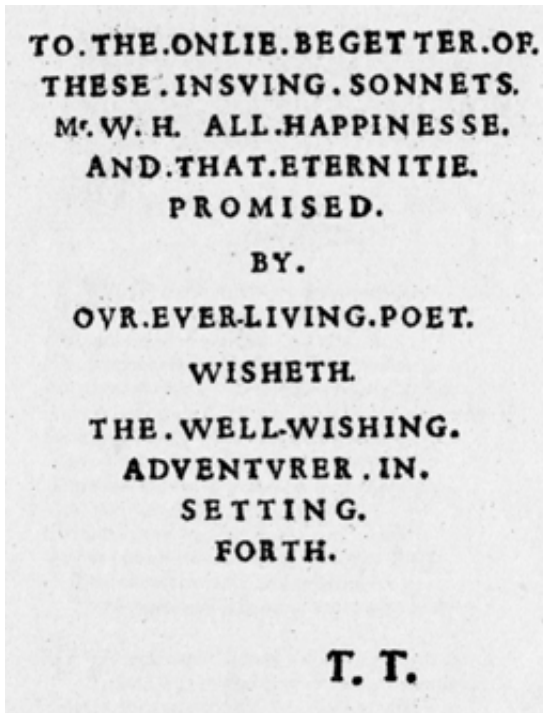 TO.THE.ONLIE.BEGETTER.OF.
THESE.INSVING.SONNETS.
Mr.W.H. ALL.HAPPINESSE.
AND.THAT.ETERNITIE.
PROMISED.
BY.
OVR.EVER-LIVING.POET.
WISHETH.
THE.WELL-WISHING.
ADVENTVRER.IN.
SETTING.
FORTH.
T. T.